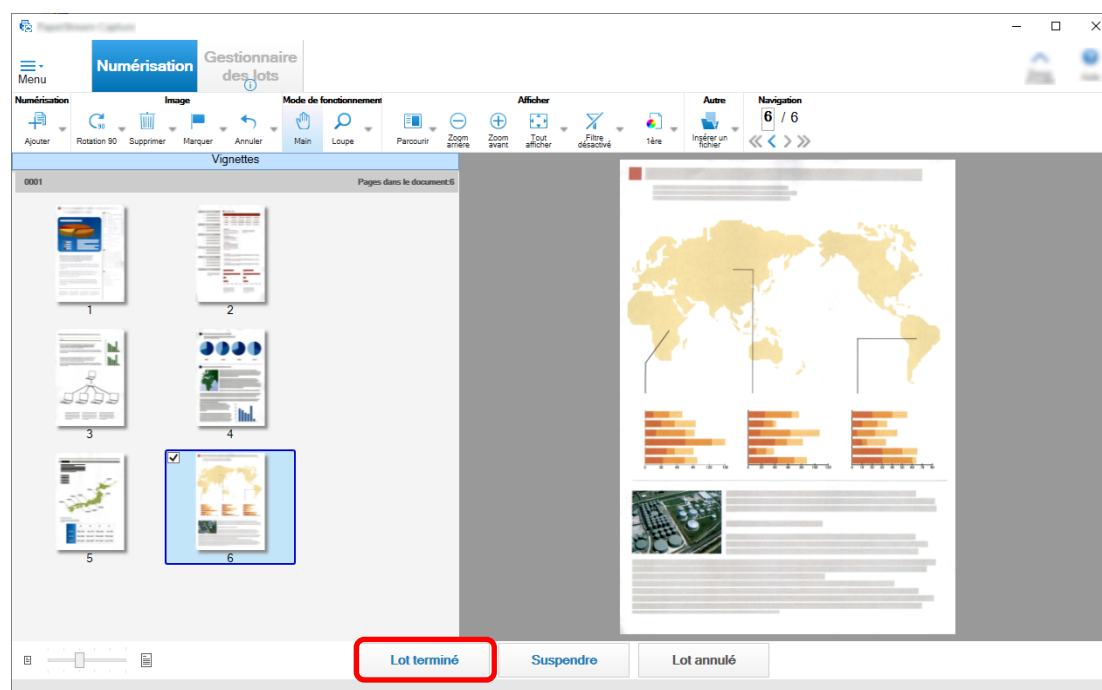 Menu
Numérisation
Gestionnaire
des lots
Numérisation
Image
Mode de fonctionnement
Afficher
Autre
Navigation
6 / 6
Ajouter
Rotation 90
Supprimer
Marquer
Annuler
Main
Loupe
Parcourir
Zoom
arrière
Zoom
avant
Tout
afficher
Filtre
désactivé
1ère
Insérer un
fichier
Vignettes
0001
Pages dans le document:6
1
2
3
4
5
6
Lot terminé
Suspendre
Lot annulé